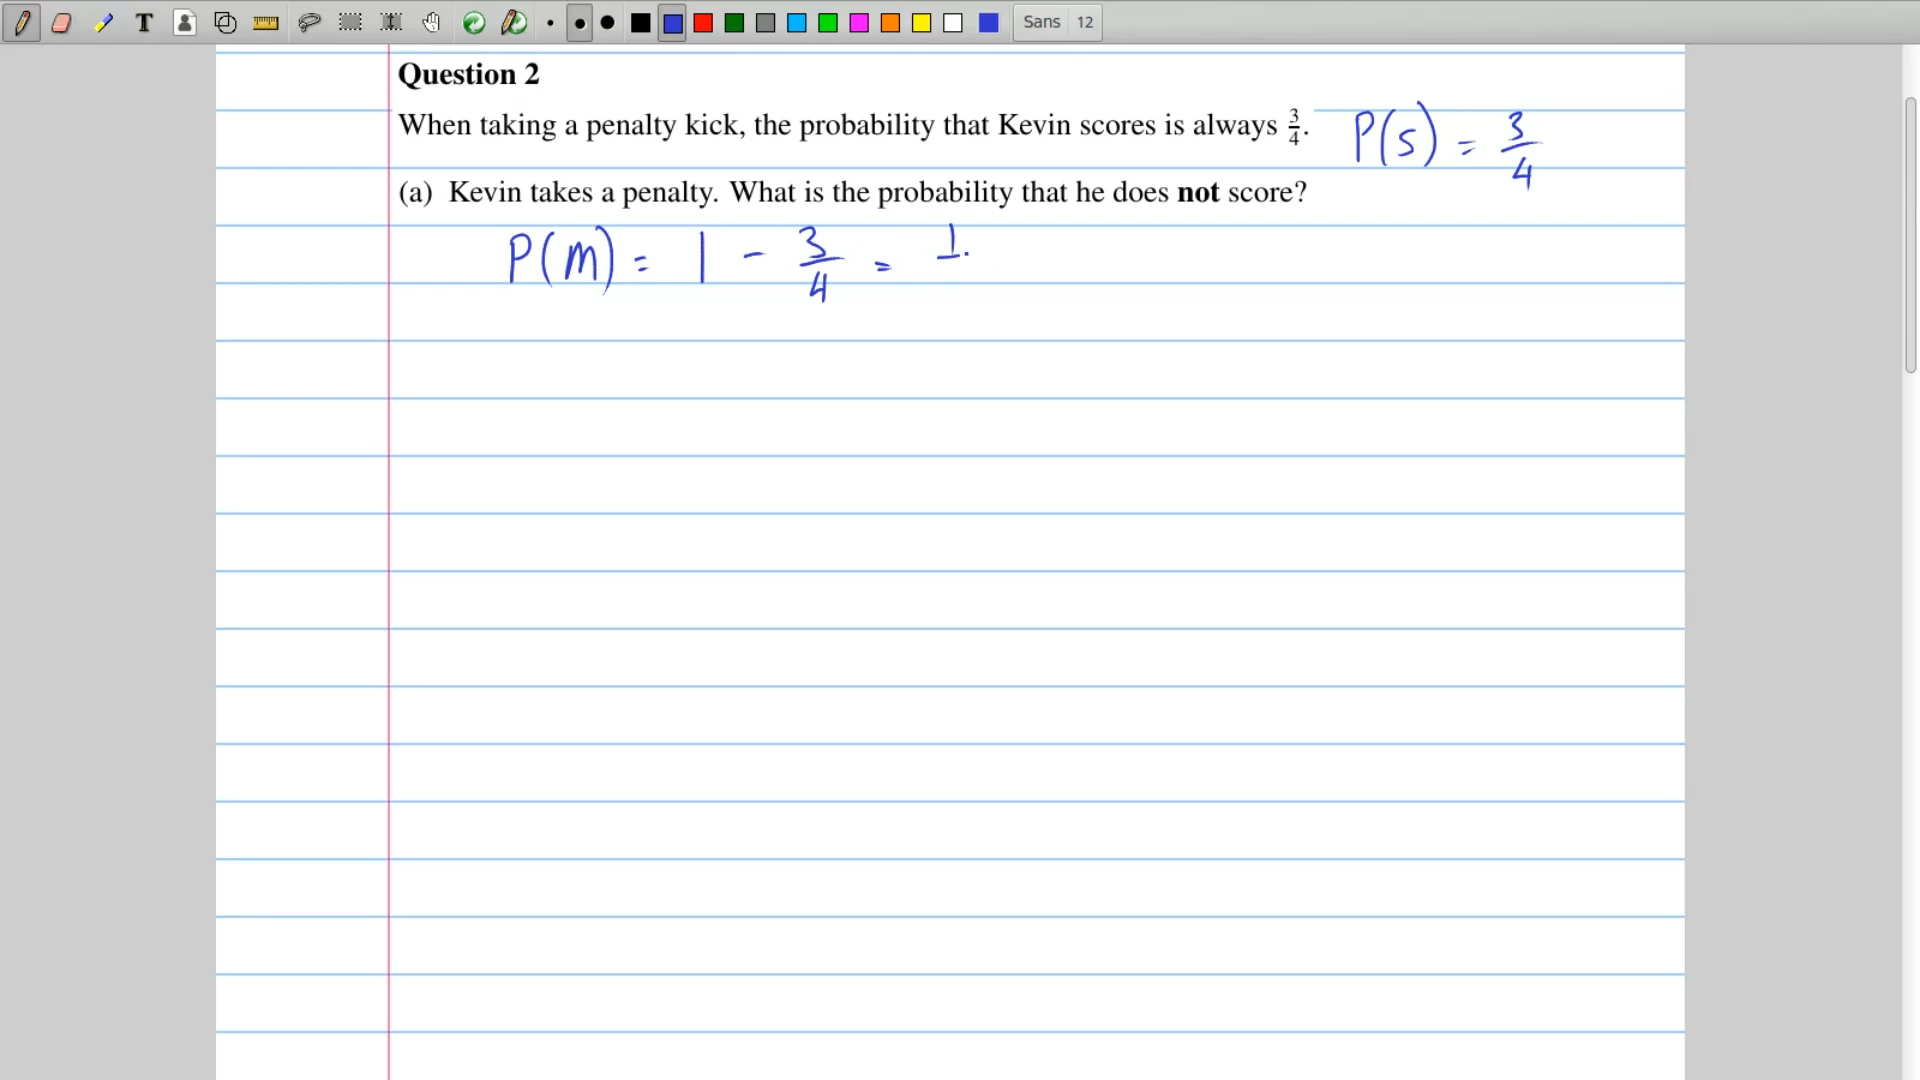 T Sans 12
Question 2
When taking a penalty kick, the probability that Kevin scores is always 3/4. P(s) = 3/4
(a) Kevin takes a penalty. What is the probability that he does not score?
P(m) = 1 - 3/4 = 1